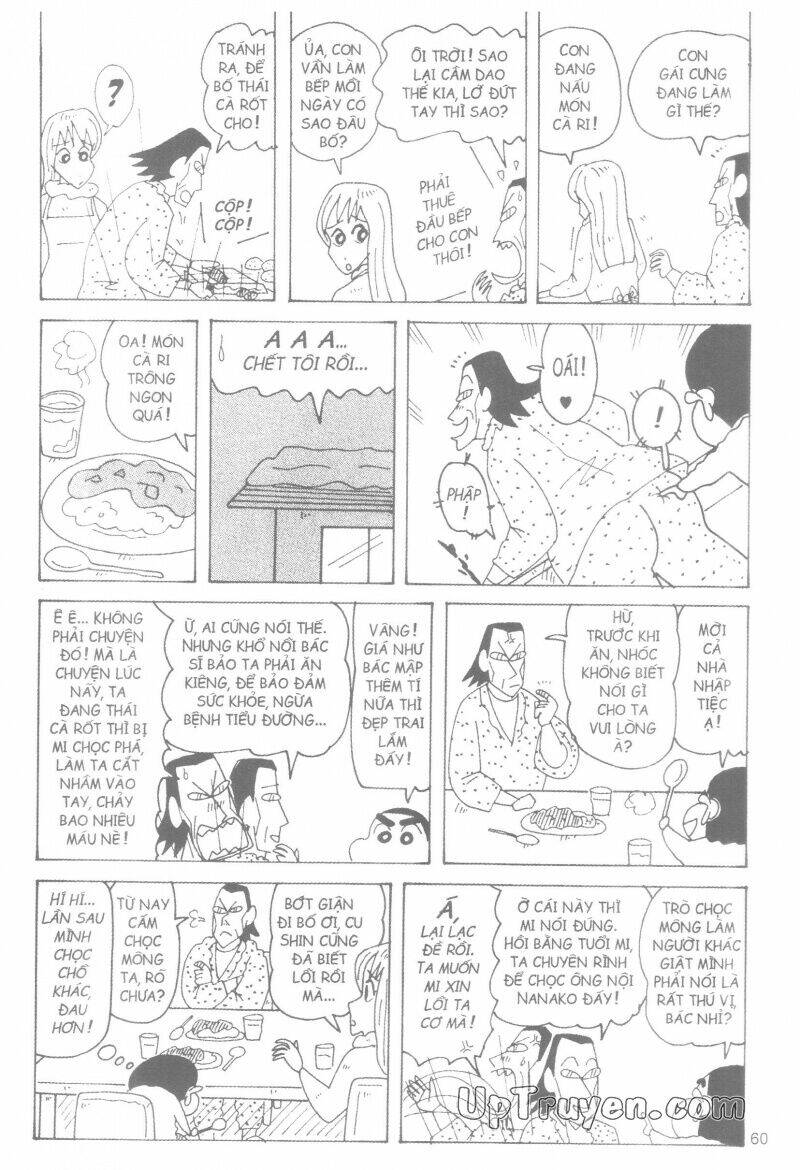 CON
GÁI CƯNG
ĐANG LÀM
GÌ THẾ?
CON
ĐANG
NẤU
MÓN
CÀ RI!
ÔI TRỜI! SAO
LẠI CẦM DAO
THẾ KIA, LỠ ĐỨT
TAY THÌ SAO?
PHẢI
THUÊ
ĐẦU BẾP
CHO CON
THÔI!
ỦA, CON
VẪN LÀM
BẾP MỖI
NGÀY CÓ
SAO ĐÂU
BỐ?
TRÁNH
RA, ĐỂ
BỐ THÁI
CÀ RỐT
CHO!
?
CỘP!
CỘP!
!
OÁI!
♥
PHẬP
!
A A A...
CHẾT TÔI RỒI...
OA! MÓN
CÀ RI
TRÔNG
NGON
QUÁ!
MỜI
CẢ
NHÀ
NHẬP
TIỆC
Ạ!
HỪ,
TRƯỚC KHI
ĂN, NHÓC
KHÔNG BIẾT
NÓI GÌ
CHO TA
VUI LÒNG
À?
VÂNG!
GIÁ NHƯ
BÁC MẬP
THÊM TÍ
NỮA THÌ
ĐẸP TRAI
LẮM
ĐẤY!
Ừ, AI CŨNG NÓI THẾ.
NHƯNG KHỔ NỖI BÁC
SĨ BẢO TA PHẢI ĂN
KIÊNG, ĐỂ BẢO ĐẢM
SỨC KHỎE, NGỪA
BỆNH TIỂU ĐƯỜNG...
Ê Ê... KHÔNG
PHẢI CHUYỆN
ĐÓ! MÀ LÀ
CHUYỆN LÚC
NÃY, TA
ĐANG THÁI
CÀ RỐT THÌ BỊ
MI CHỌC PHÁ,
LÀM TA CẮT
NHẦM VÀO
TAY, CHẢY
BAO NHIÊU
MÁU NÈ!
TRÒ CHỌC
MÔNG LÀM
NGƯỜI KHÁC
GIẬT MÌNH
PHẢI NÓI LÀ
RẤT THÚ VỊ,
BÁC NHỈ?
Ở CÁI NÀY THÌ
MI NÓI ĐÚNG.
HỒI BẰNG TUỔI MI,
TA CHUYÊN RÌNH
ĐỂ CHỌC ÔNG NỘI
NANAKO ĐẤY!
Á,
LẠI LẠC
ĐỀ RỒI.
TA MUỐN
MI XIN
LỖI TA
CƠ MÀ!
BỚT GIẬN
ĐI BỐ ƠI, CU
SHIN CŨNG
ĐÃ BIẾT
LỖI RỒI
MÀ...
TỪ NAY
CẤM
CHỌC
MÔNG
TA, RÕ
CHƯA?
HÍ HÍ...
LẦN SAU
MÌNH
CHỌC
CHỖ
KHÁC,
ĐAU
HƠN!
UpTruyen.com
60